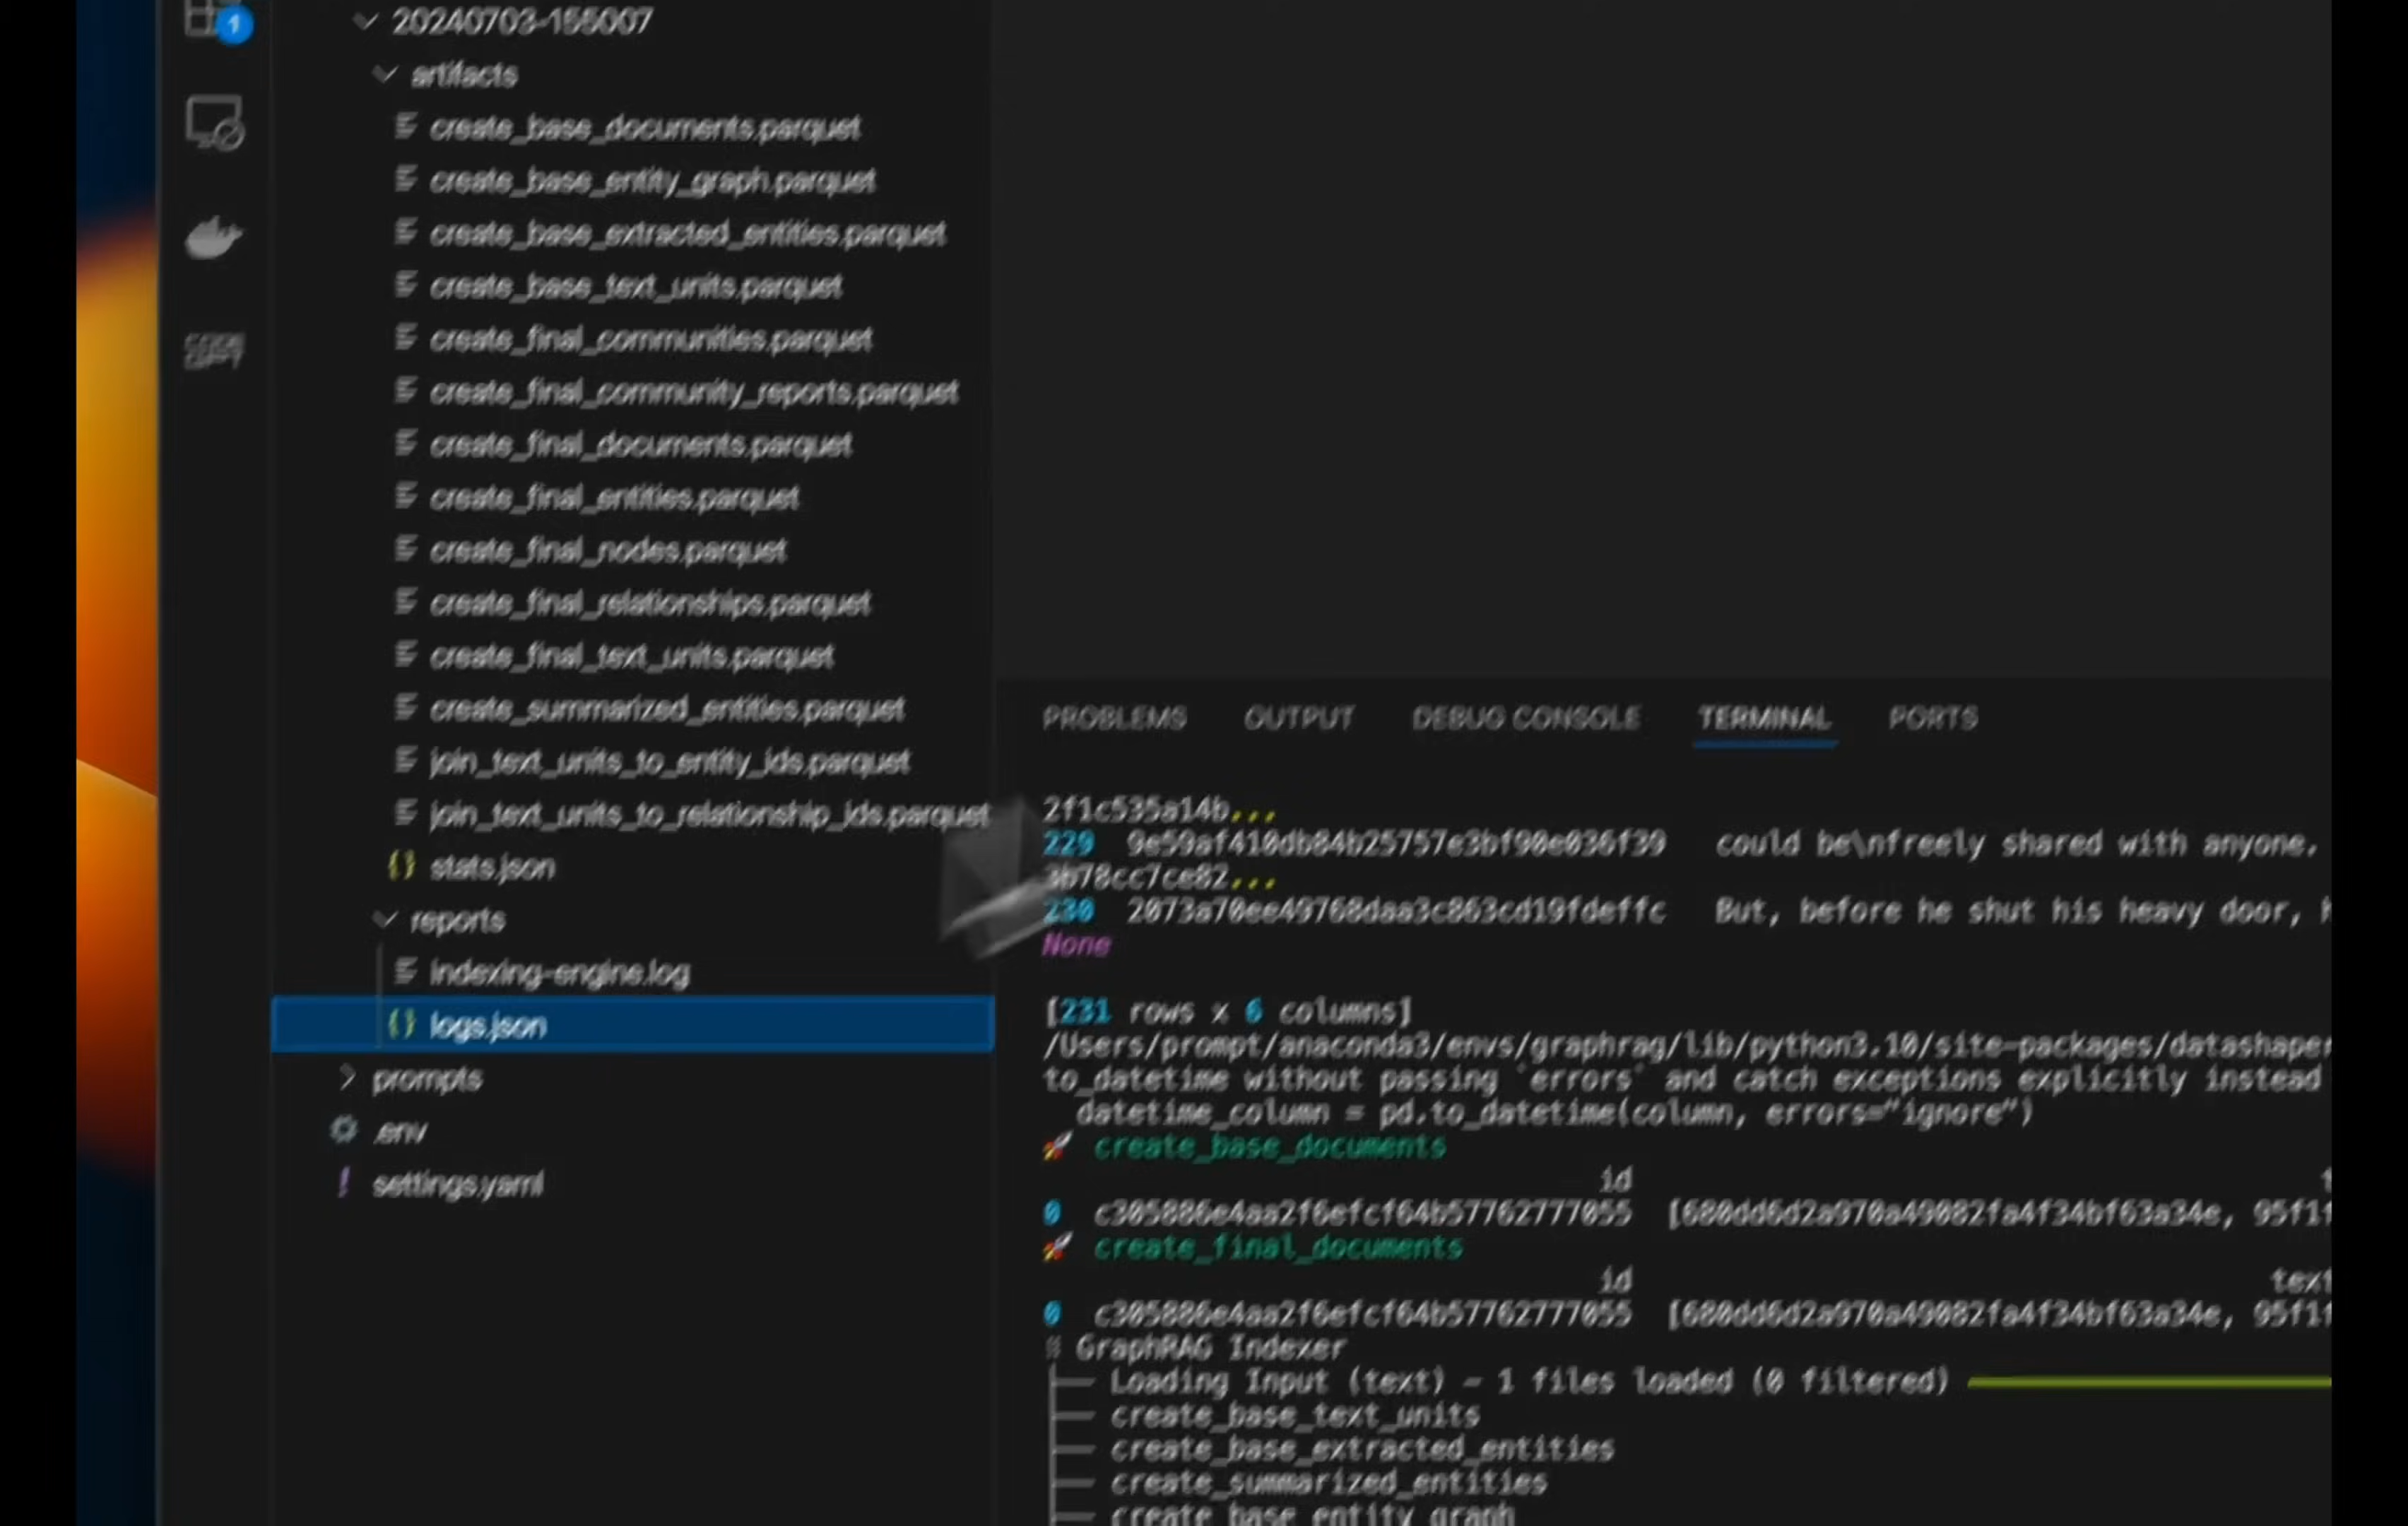 1
20240703-155007
artifacts
create_base_documents.parquet
create_base_entity_graph.parquet
create_base_extracted_entities.parquet
create_base_text_units.parquet
create_final_communities.parquet
create_final_community_reports.parquet
create_final_documents.parquet
create_final_entities.parquet
create_final_nodes.parquet
create_final_relationships.parquet
create_final_text_units.parquet
create_summarized_entities.parquet
join_text_units_to_entity_ids.parquet
join_text_units_to_relationship_ids.parquet
{} stats.json
reports
indexing-engine.log
{} logs.json
prompts
.env
! settings.yaml
CODE
GPT
PROBLEMS OUTPUT DEBUG CONSOLE TERMINAL PORTS
2f1c535a14b...
229 9e59af410db84b25757e3bf90e036f39 could be\nfreely shared with anyone.
3b78cc7ce82...
230 2073a70ee49768daa3c863cd19fdeffc But, before he shut his heavy door, h
None
[231 rows x 6 columns]
/Users/prompt/anaconda3/envs/graphrag/lib/python3.10/site-packages/datashaper
to_datetime without passing `errors` and catch exceptions explicitly instead
datetime_column = pd.to_datetime(column, errors="ignore")
🚀 create_base_documents
id
0 c305886e4aa2f6efcf64b57762777055 [680dd6d2a970a49082fa4f34bf63a34e, 95f1f
🚀 create_final_documents
id text
0 c305886e4aa2f6efcf64b57762777055 [680dd6d2a970a49082fa4f34bf63a34e, 95f1f
GraphRAG Indexer
├── Loading Input (text) - 1 files loaded (0 filtered)
├── create_base_text_units
├── create_base_extracted_entities
├── create_summarized_entities
├── create_base_entity_graph